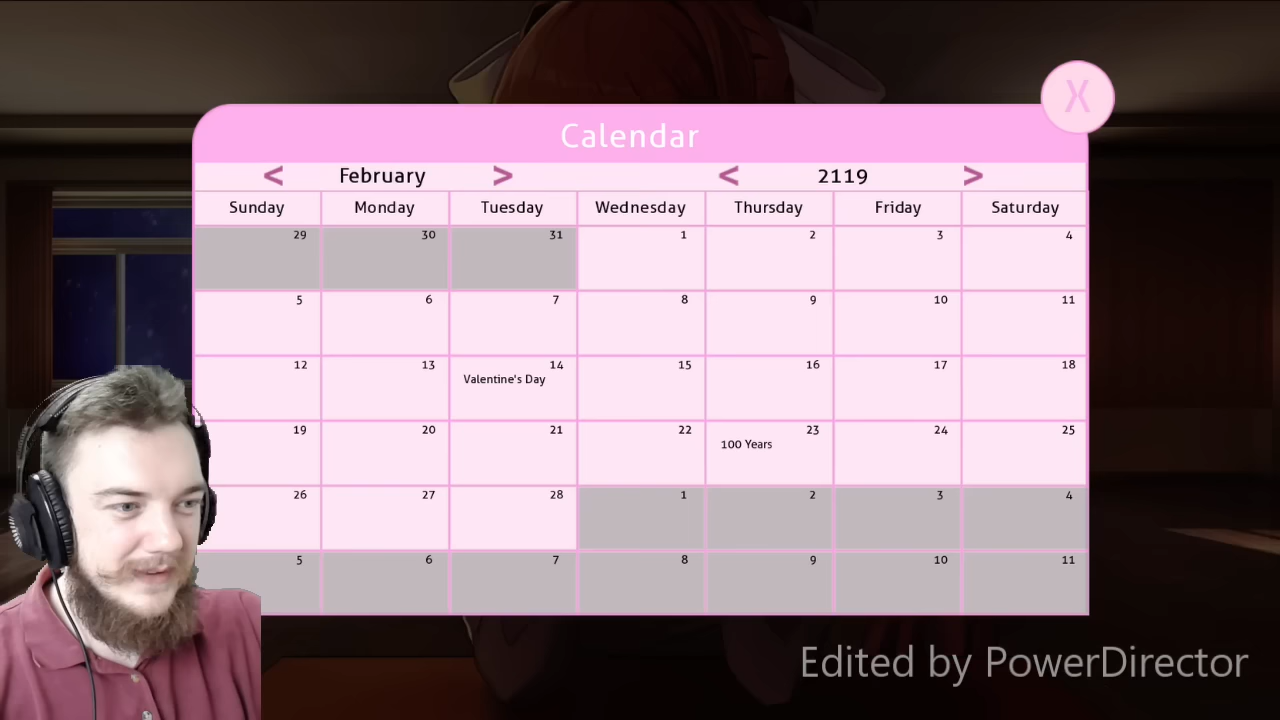 X
Calendar
< February > < 2119 >
Sunday Monday Tuesday Wednesday Thursday Friday Saturday
29 30 31 1 2 3 4
5 6 7 8 9 10 11
12 13 14 15 16 17 18
Valentine's Day
19 20 21 22 23 24 25
100 Years
26 27 28 1 2 3 4
5 6 7 8 9 10 11
Edited by PowerDirector